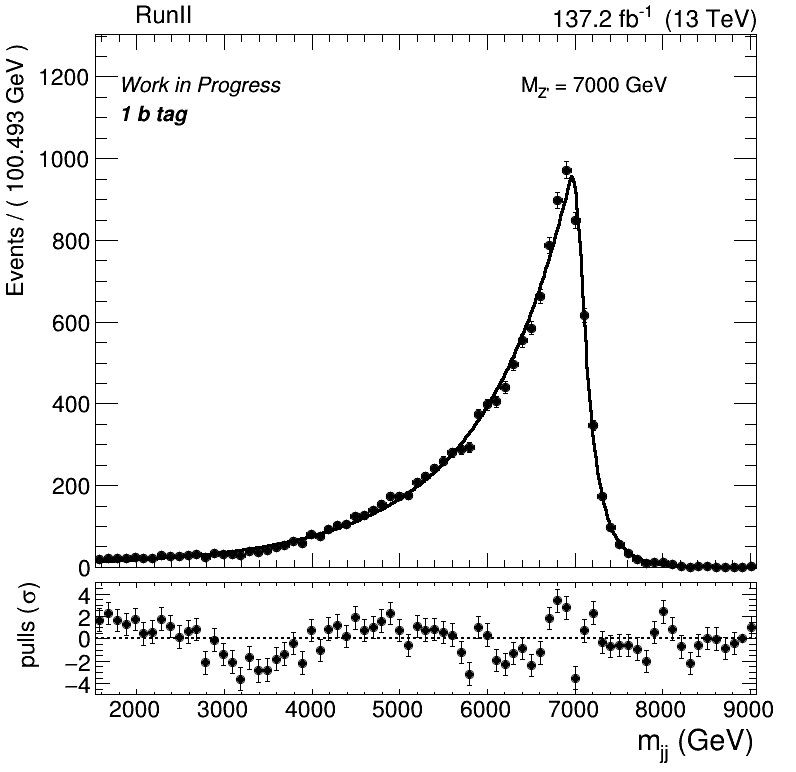 RunII 137.2 fb⁻¹ (13 TeV)
Work in Progress
1 b tag
M_Z' = 7000 GeV
Events / ( 100.493 GeV )
1200
1000
800
600
400
200
0
pulls (σ)
4
2
0
−2
−4
2000 3000 4000 5000 6000 7000 8000 9000
m_jj (GeV)